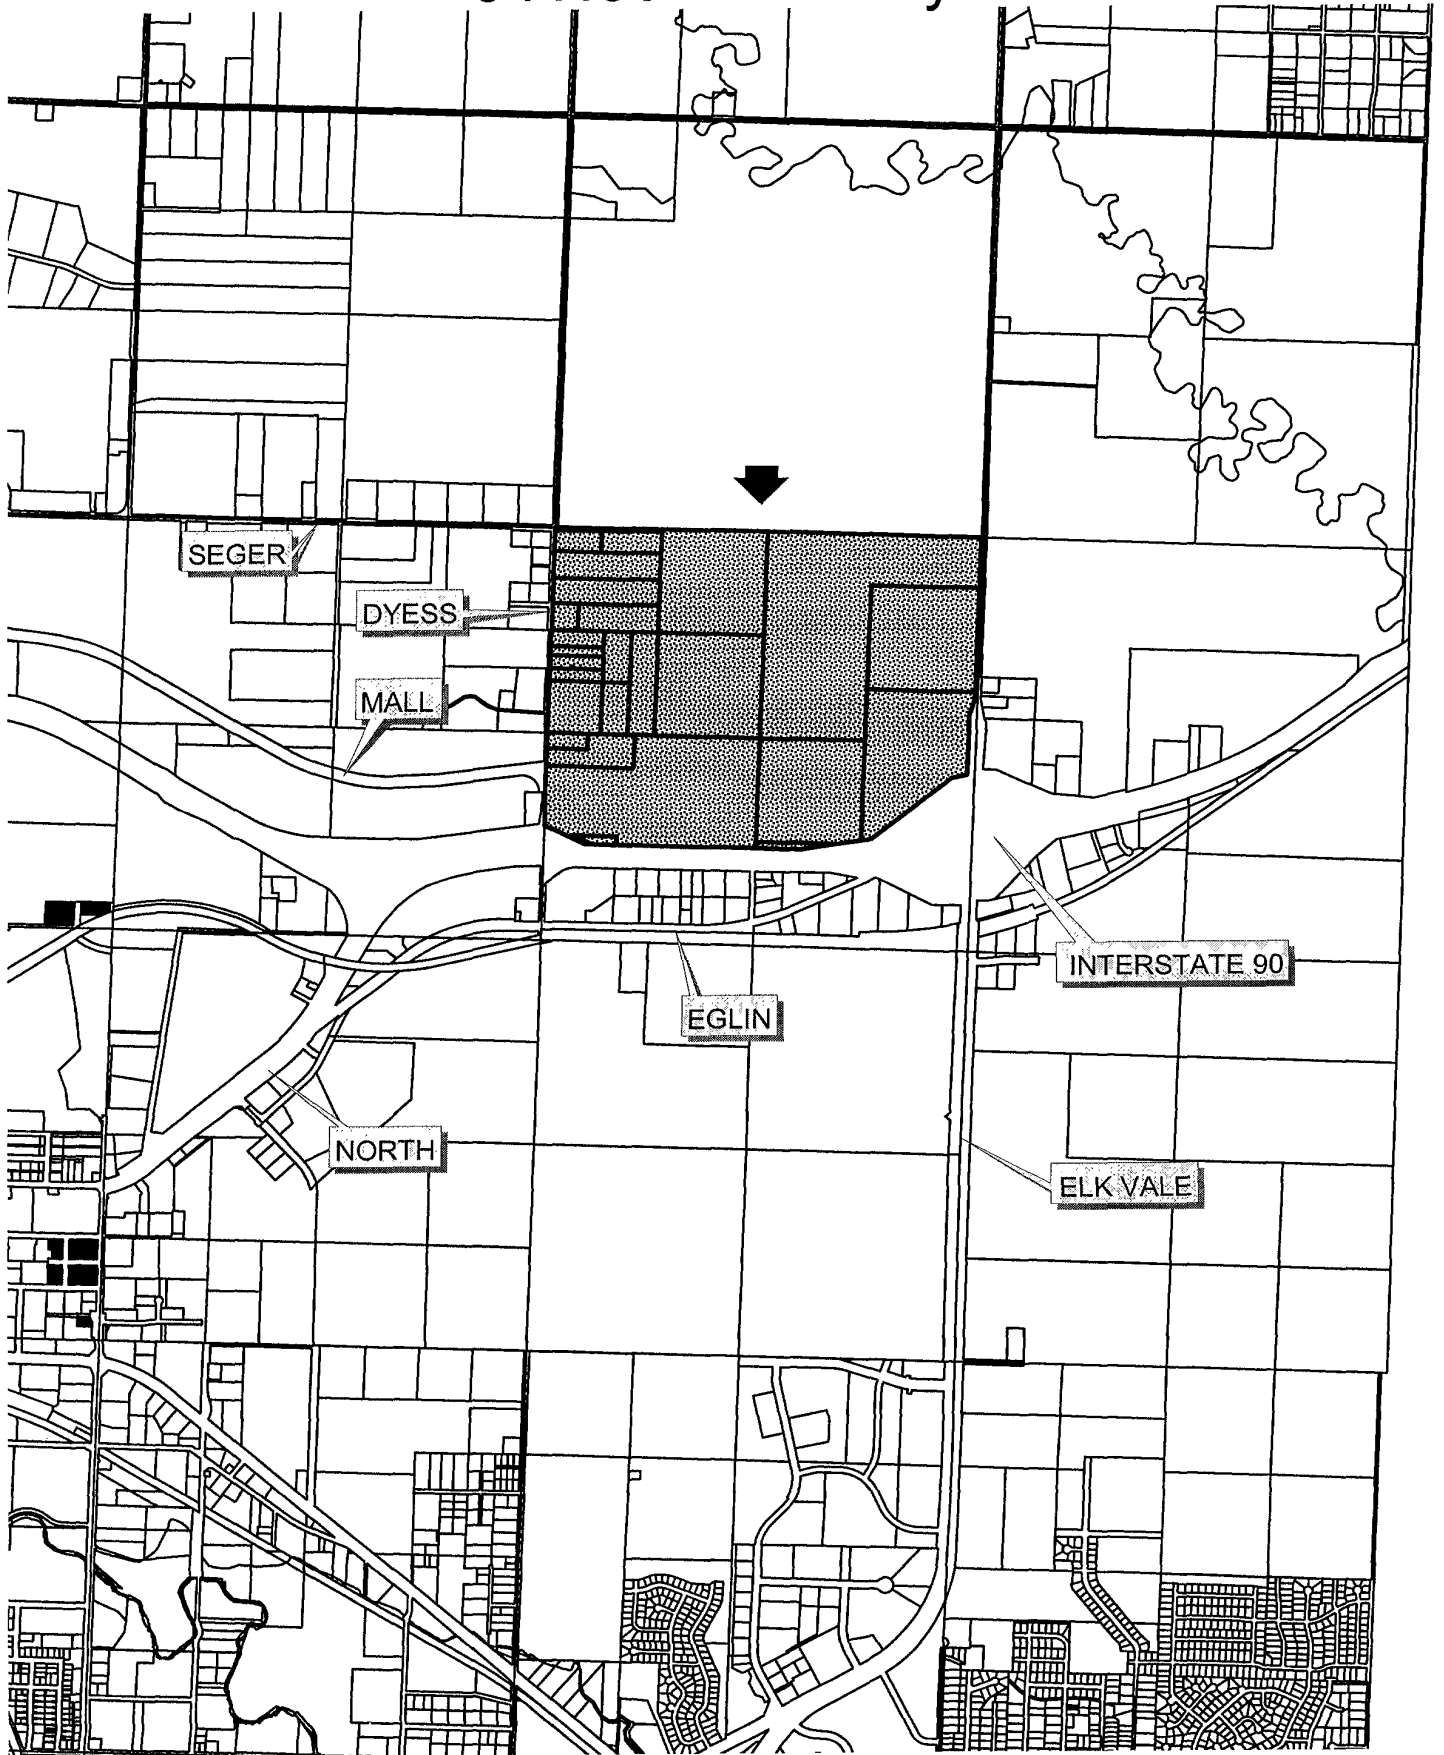 SEGER
DYESS
MALL
INTERSTATE 90
EGLIN
NORTH
ELK VALE